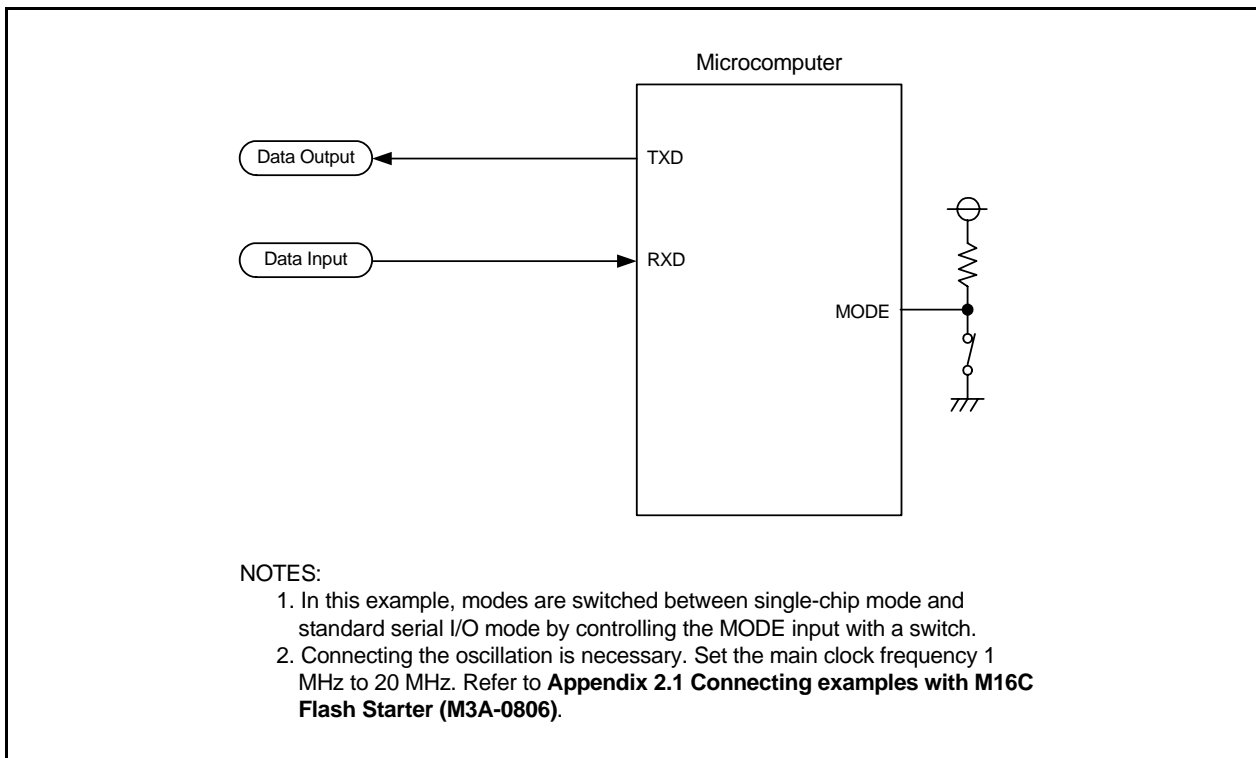 Microcomputer
Data Output
TXD
Data Input
RXD
MODE
NOTES:
1. In this example, modes are switched between single-chip mode and
standard serial I/O mode by controlling the MODE input with a switch.
2. Connecting the oscillation is necessary. Set the main clock frequency 1
MHz to 20 MHz. Refer to Appendix 2.1 Connecting examples with M16C
Flash Starter (M3A-0806).